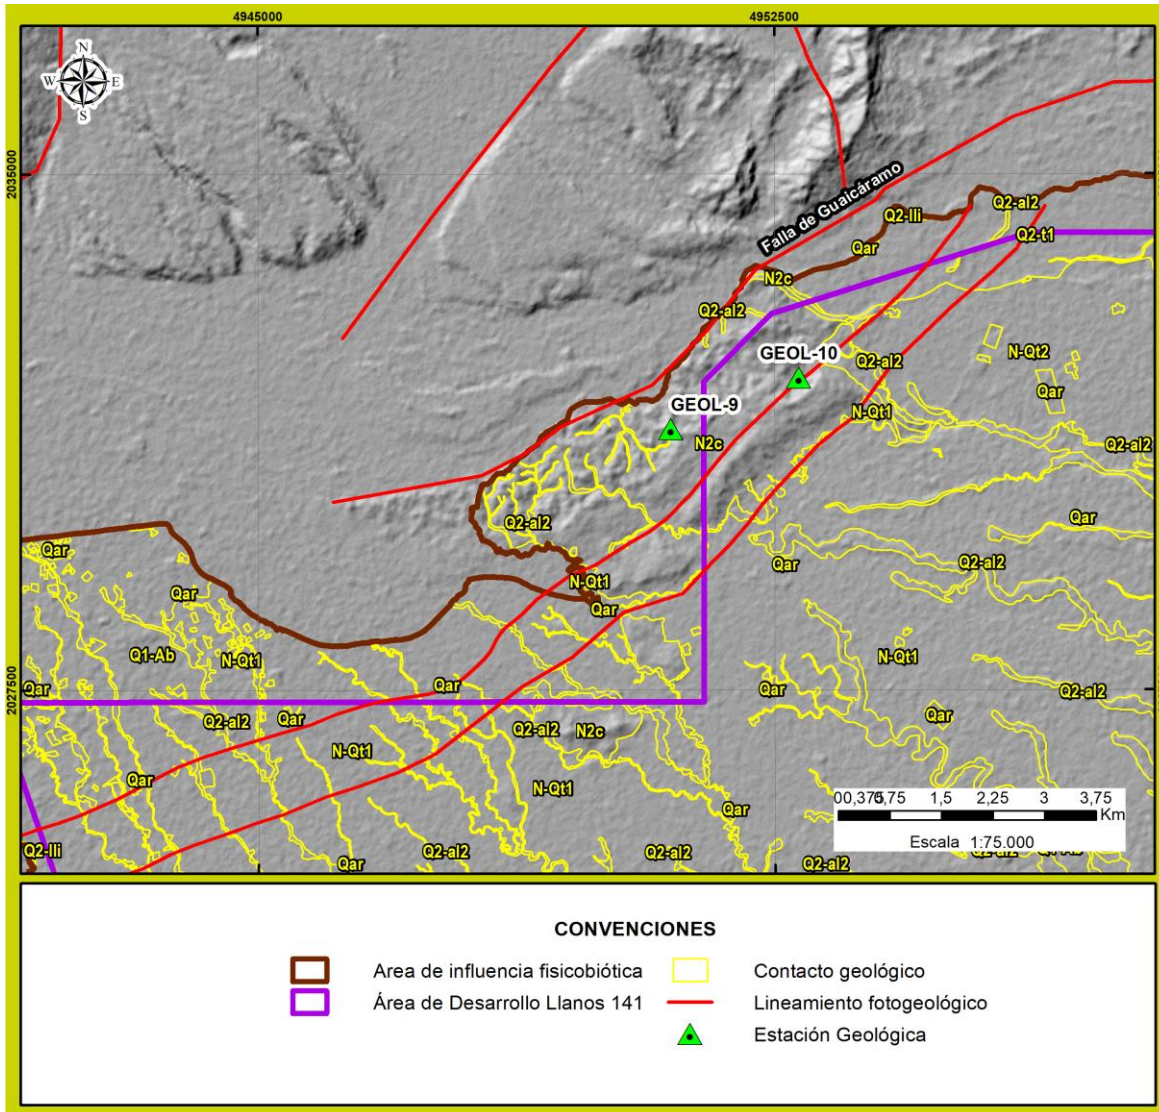 4945000
4952500
N
W E
S
2035000
2027500
Falla de Guaicáramo
Q2-al2
Q2-lli
Q2-t1
Qar
N2c
Q2-al2
GEOL-10
Q2-al2
N-Qt2
Qar
GEOL-9
N-Qt1
N2c
Q2-al2
Q2-al2
Qar
Qar
Qar
Q2-al2
N-Qt1
Qar
Qar
Q1-Ab
N-Qt1
N-Qt1
Qar
Qar
Q2-al2
Q2-al2
Qar
Q2-al2
N2c
Qar
N-Qt1
Qar
N-Qt1
Qar
00,375 0,75 1,5 2,25 3 3,75
Km
Escala 1:75.000
Q2-lli
Qar
Q2-al2
Q2-al2
Q2-al2
CONVENCIONES
Area de influencia fisicobiótica
Contacto geológico
Área de Desarrollo Llanos 141
Lineamiento fotogeológico
Estación Geológica